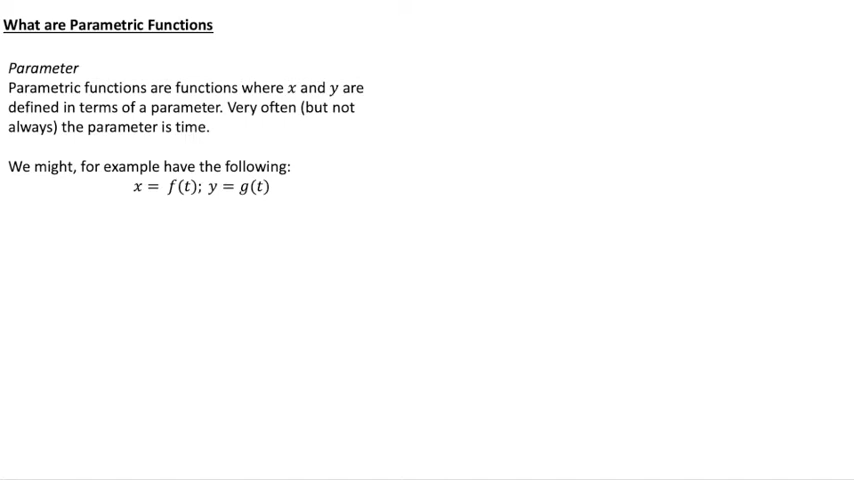 What are Parametric Functions
Parameter
Parametric functions are functions where x and y are
defined in terms of a parameter. Very often (but not
always) the parameter is time.
We might, for example have the following:
x = f(t); y = g(t)